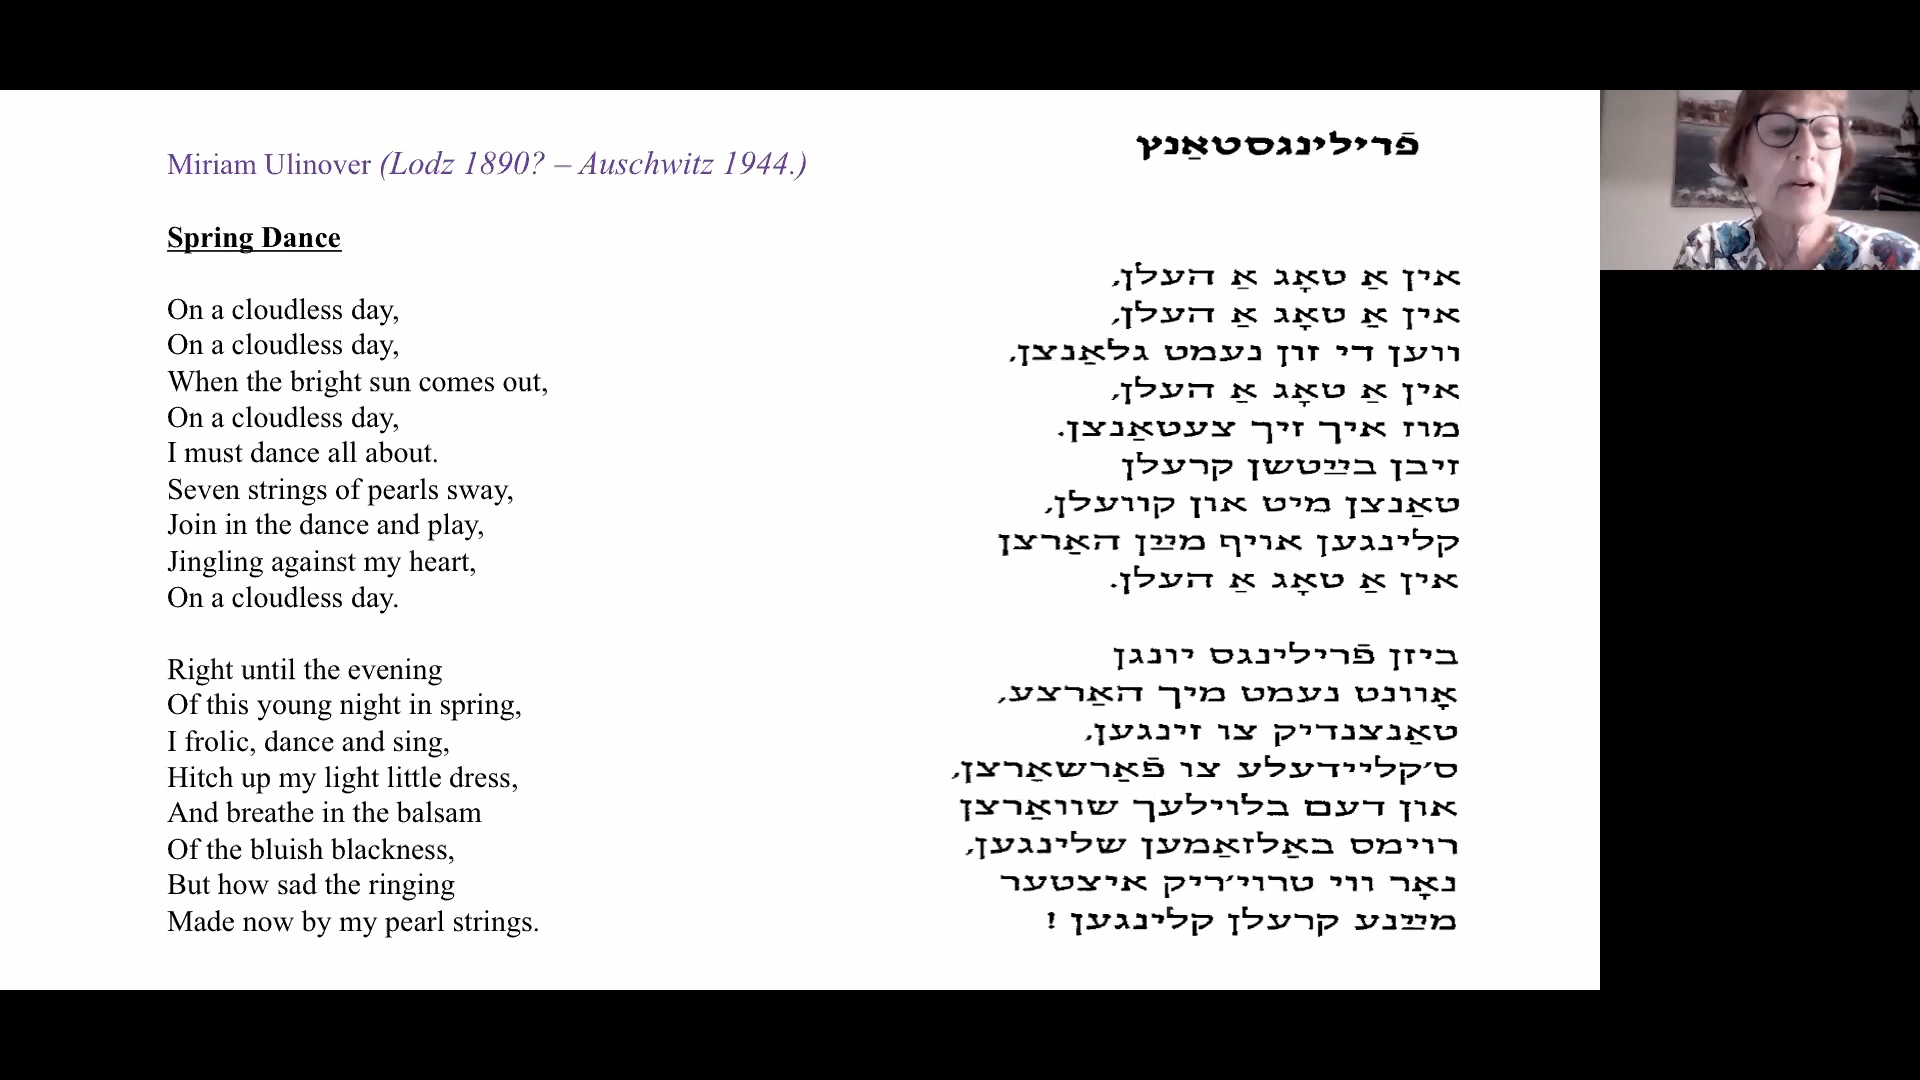 Miriam Ulinover (Lodz 1890? – Auschwitz 1944.)
Spring Dance
On a cloudless day,
On a cloudless day,
When the bright sun comes out,
On a cloudless day,
I must dance all about.
Seven strings of pearls sway,
Join in the dance and play,
Jingling against my heart,
On a cloudless day.
Right until the evening
Of this young night in spring,
I frolic, dance and sing,
Hitch up my light little dress,
And breathe in the balsam
Of the bluish blackness,
But how sad the ringing
Made now by my pearl strings.
פֿרילינגסטאַנץ
אין אַ טאָג אַ העלן,
אין אַ טאָג אַ העלן,
ווען די זון נעמט גלאַנצן,
אין אַ טאָג אַ העלן,
מוז איך זיך צעטאַנצן.
זיבן בײַטשן קרעלן
טאַנצן מיט און קוועלן,
קלינגען אויף מײַן האַרצן
אין אַ טאָג אַ העלן.
ביזן פֿרילינגס יונגן
אָוונט נעמט מיך האַרצע,
טאַנצנדיק צו זינגען,
ס׳קליידעלע צו פֿאַרשאַרצן,
און דעם בלוילעך שוואַרצן
רוימס באַלזאַמען שלינגען,
נאָר ווי טרוי׳ריק איצטער
מײַנע קרעלן קלינגען !